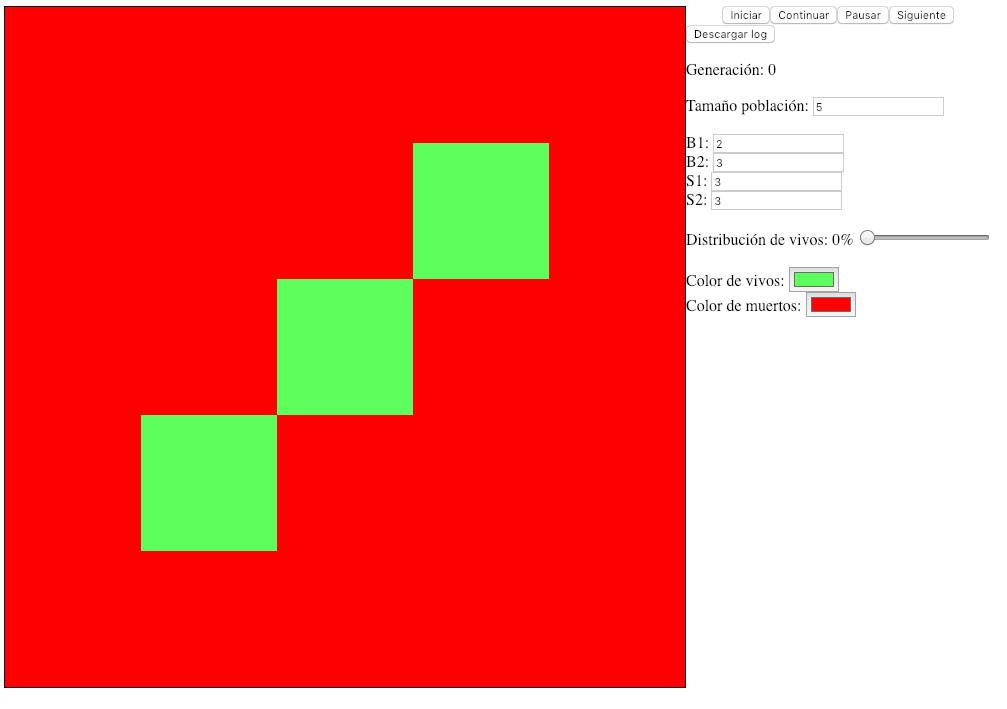 Iniciar Continuar Pausar Siguiente
Descargar log
Generación: 0
Tamaño población: 5
B1: 2
B2: 3
S1: 3
S2: 3
Distribución de vivos: 0%
Color de vivos:
Color de muertos: